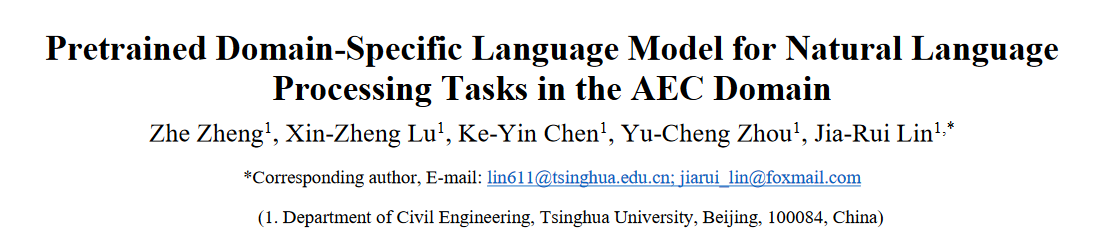 Pretrained Domain-Specific Language Model for Natural Language
Processing Tasks in the AEC Domain
Zhe Zheng¹, Xin-Zheng Lu¹, Ke-Yin Chen¹, Yu-Cheng Zhou¹, Jia-Rui Lin¹,*
*Corresponding author, E-mail: lin611@tsinghua.edu.cn; jiarui_lin@foxmail.com
(1. Department of Civil Engineering, Tsinghua University, Beijing, 100084, China)